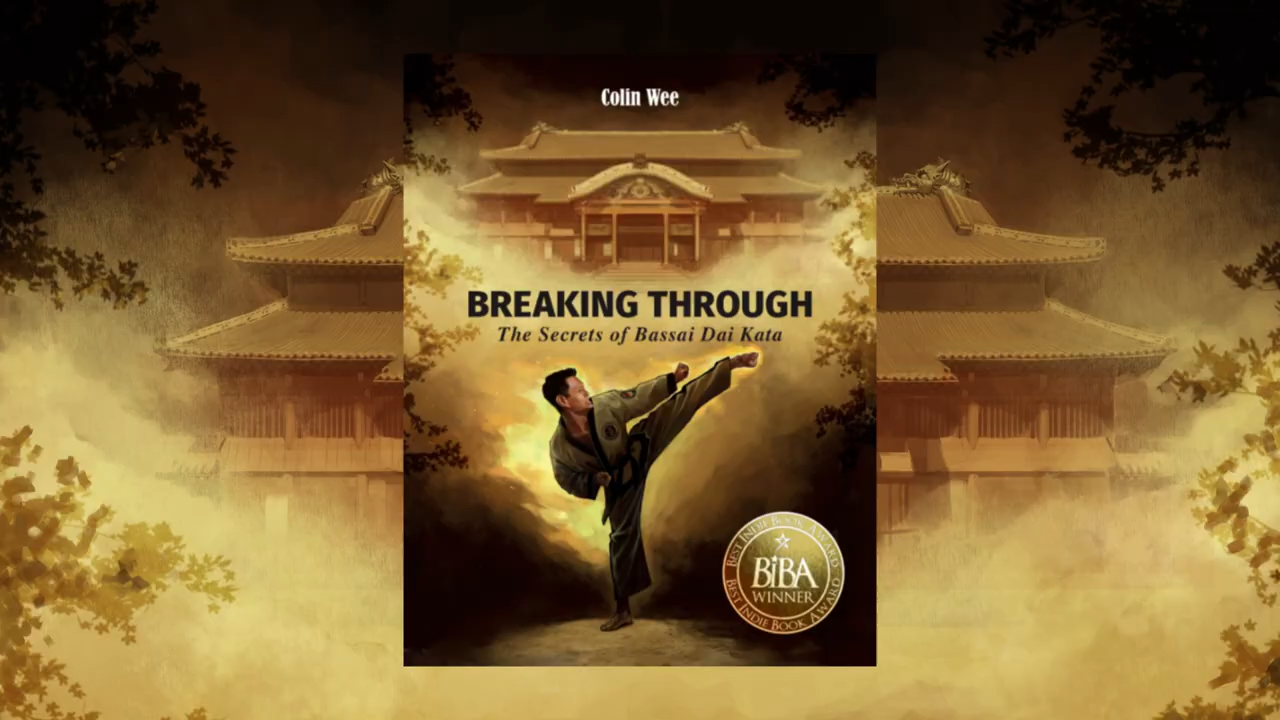 Colin Wee
BREAKING THROUGH
The Secrets of Bassai Dai Kata
BEST INDIE BOOK AWARD
BiBA
WINNER
BEST INDIE BOOK AWARD